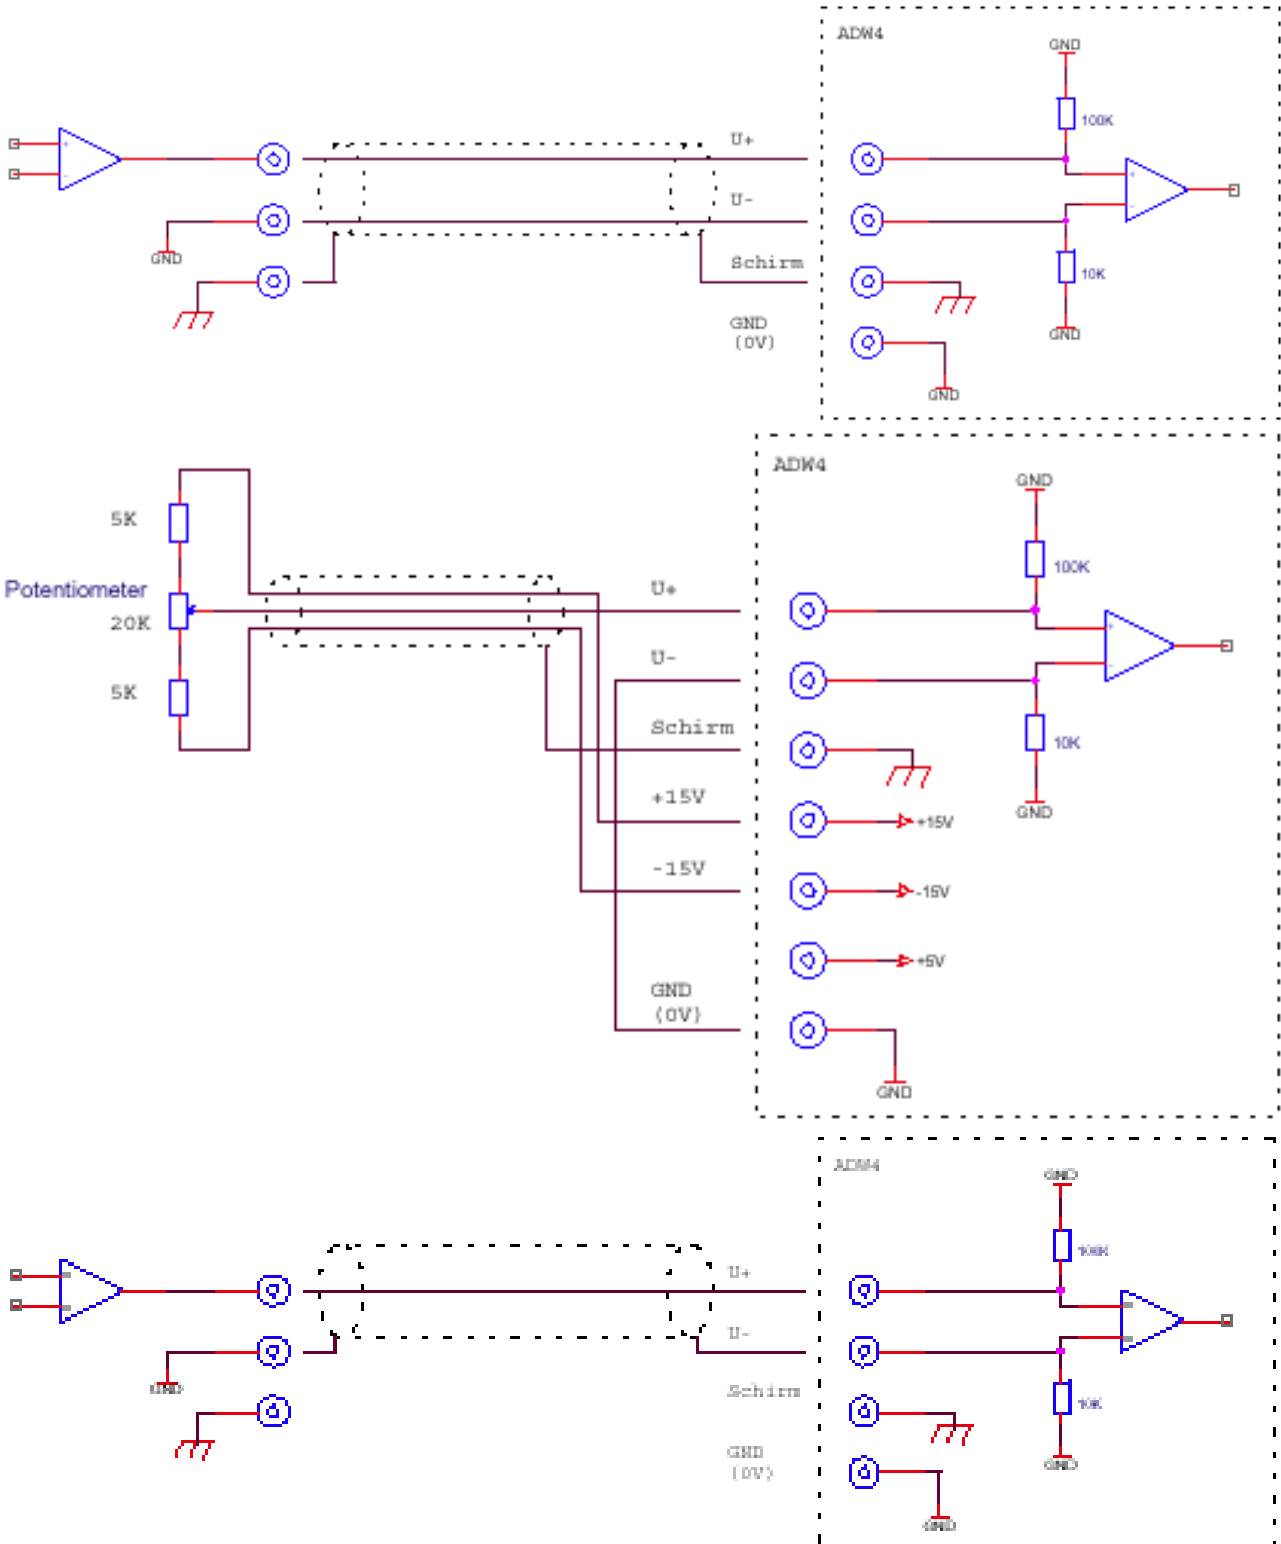 ADW4
GND
100K
U+
U-
10K
GND
Schirm
GND
GND
(0V)
GND
ADW4
GND
5K
100K
Potentiometer
20K
U+
U-
5K
10K
Schirm
GND
+15V
+15V
-15V
-15V
+5V
GND
(0V)
GND
ADW4
GND
100K
U+
U-
GND
Schirm
10K
GND
(0V)
GND
GND